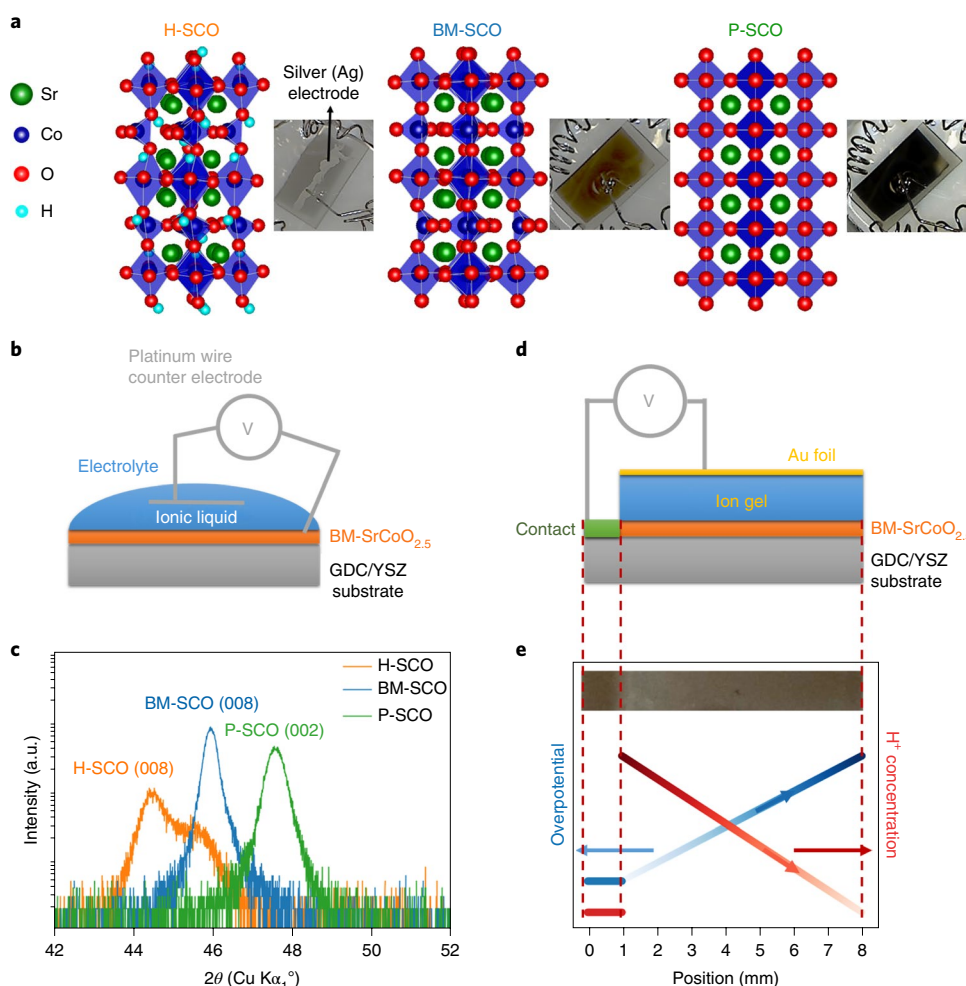 a
H-SCO
BM-SCO
P-SCO
Sr
Co
O
H
Silver (Ag)
electrode
b
Platinum wire
counter electrode
V
Electrolyte
Ionic liquid
BM-SrCoO2.5
GDC/YSZ
substrate
d
V
Au foil
Ion gel
Contact
BM-SrCoO2.
GDC/YSZ
substrate
c
H-SCO
BM-SCO
P-SCO
BM-SCO (008)
P-SCO (002)
H-SCO (008)
Intensity (a.u.)
42 44 46 48 50 52
2θ (Cu Kα1°)
e
Overpotential
H+ concentration
0 1 2 3 4 5 6 7 8
Position (mm)